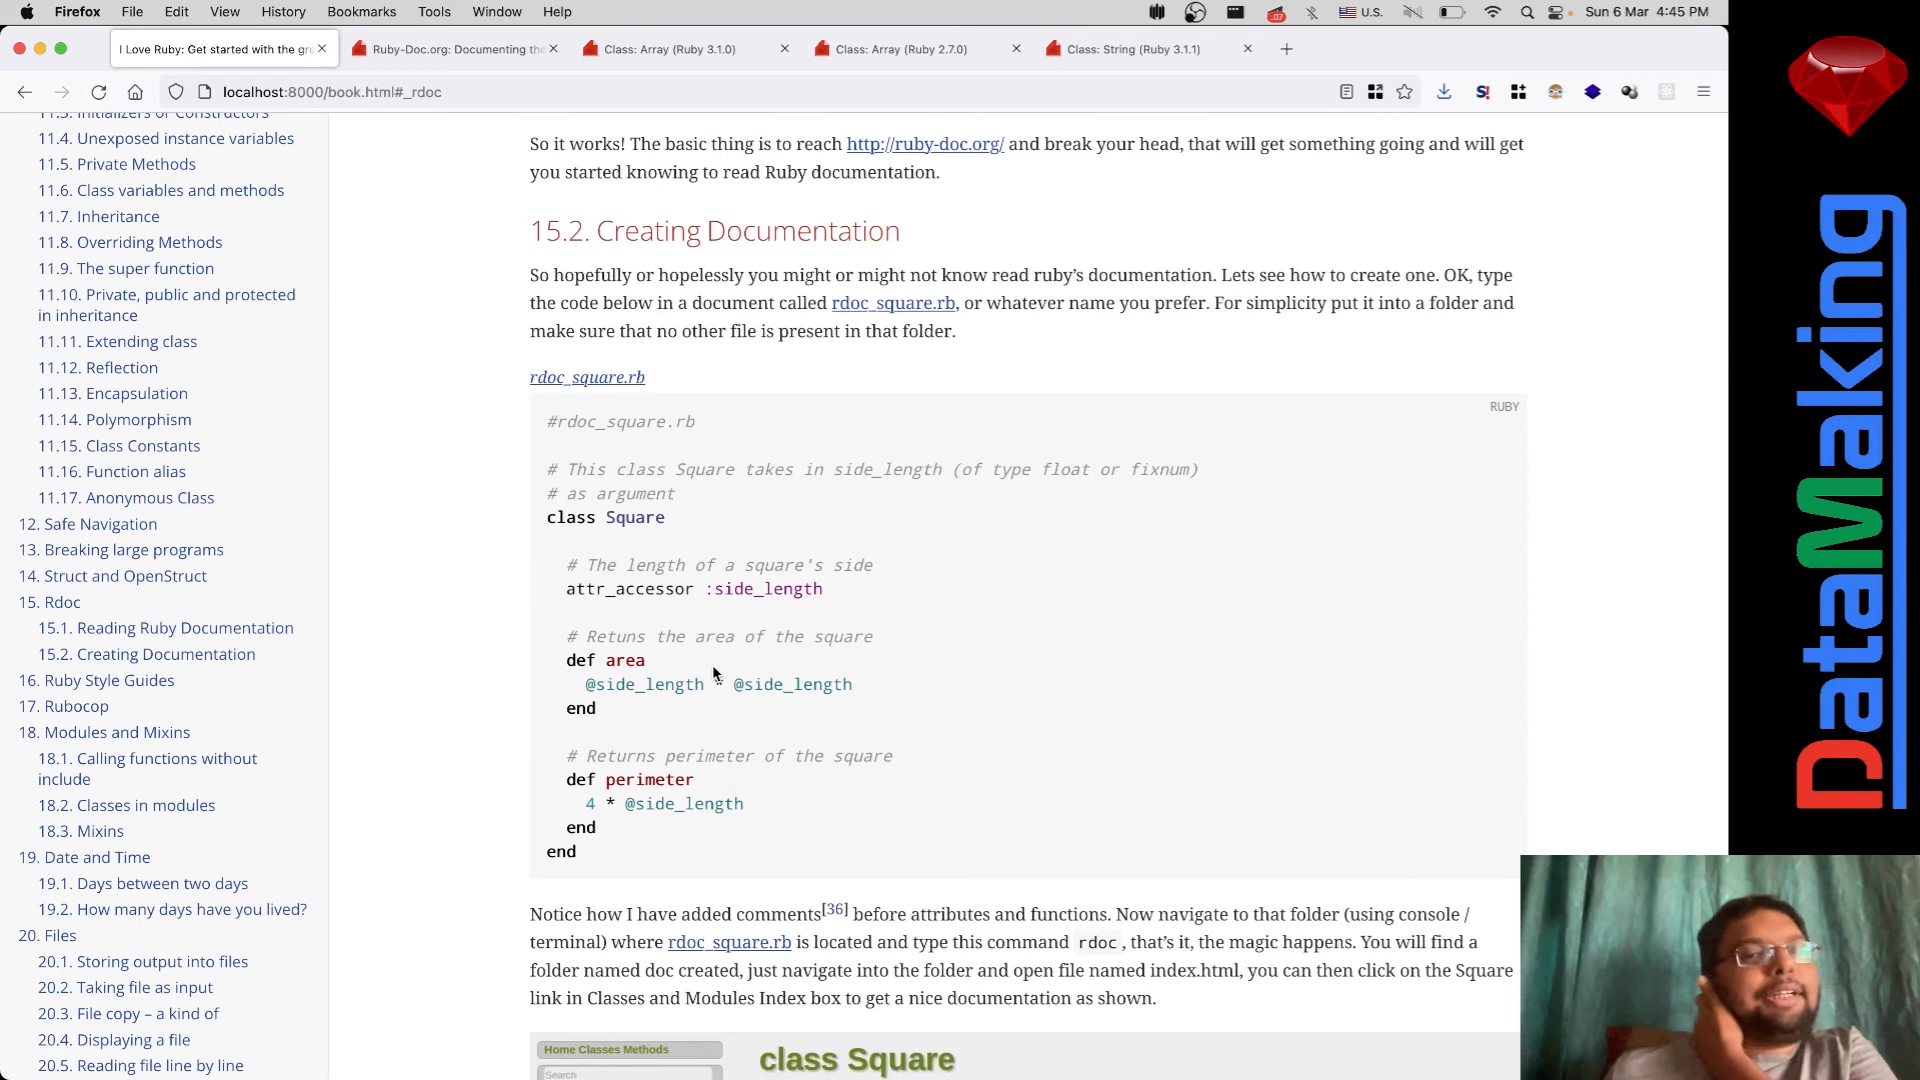 Firefox File Edit View History Bookmarks Tools Window Help
.07 U.S. Sun 6 Mar 4:45 PM
I Love Ruby: Get started with the gre
Ruby-Doc.org: Documenting the
Class: Array (Ruby 3.1.0)
Class: Array (Ruby 2.7.0)
Class: String (Ruby 3.1.1)
localhost:8000/book.html#_rdoc
S!
11.3. Initializers or Constructors
11.4. Unexposed instance variables
11.5. Private Methods
11.6. Class variables and methods
11.7. Inheritance
11.8. Overriding Methods
11.9. The super function
11.10. Private, public and protected
in inheritance
11.11. Extending class
11.12. Reflection
11.13. Encapsulation
11.14. Polymorphism
11.15. Class Constants
11.16. Function alias
11.17. Anonymous Class
12. Safe Navigation
13. Breaking large programs
14. Struct and OpenStruct
15. Rdoc
15.1. Reading Ruby Documentation
15.2. Creating Documentation
16. Ruby Style Guides
17. Rubocop
18. Modules and Mixins
18.1. Calling functions without
include
18.2. Classes in modules
18.3. Mixins
19. Date and Time
19.1. Days between two days
19.2. How many days have you lived?
20. Files
20.1. Storing output into files
20.2. Taking file as input
20.3. File copy – a kind of
20.4. Displaying a file
20.5. Reading file line by line
So it works! The basic thing is to reach http://ruby-doc.org/ and break your head, that will get something going and will get
you started knowing to read Ruby documentation.
15.2. Creating Documentation
So hopefully or hopelessly you might or might not know read ruby’s documentation. Lets see how to create one. OK, type
the code below in a document called rdoc_square.rb, or whatever name you prefer. For simplicity put it into a folder and
make sure that no other file is present in that folder.
rdoc_square.rb
RUBY
#rdoc_square.rb
# This class Square takes in side_length (of type float or fixnum)
# as argument
class Square
# The length of a square's side
attr_accessor :side_length
# Retuns the area of the square
def area
@side_length * @side_length
end
# Returns perimeter of the square
def perimeter
4 * @side_length
end
end
Notice how I have added comments[36] before attributes and functions. Now navigate to that folder (using console /
terminal) where rdoc_square.rb is located and type this command rdoc , that’s it, the magic happens. You will find a
folder named doc created, just navigate into the folder and open file named index.html, you can then click on the Square
link in Classes and Modules Index box to get a nice documentation as shown.
Home Classes Methods
Search
class Square
DataMaking